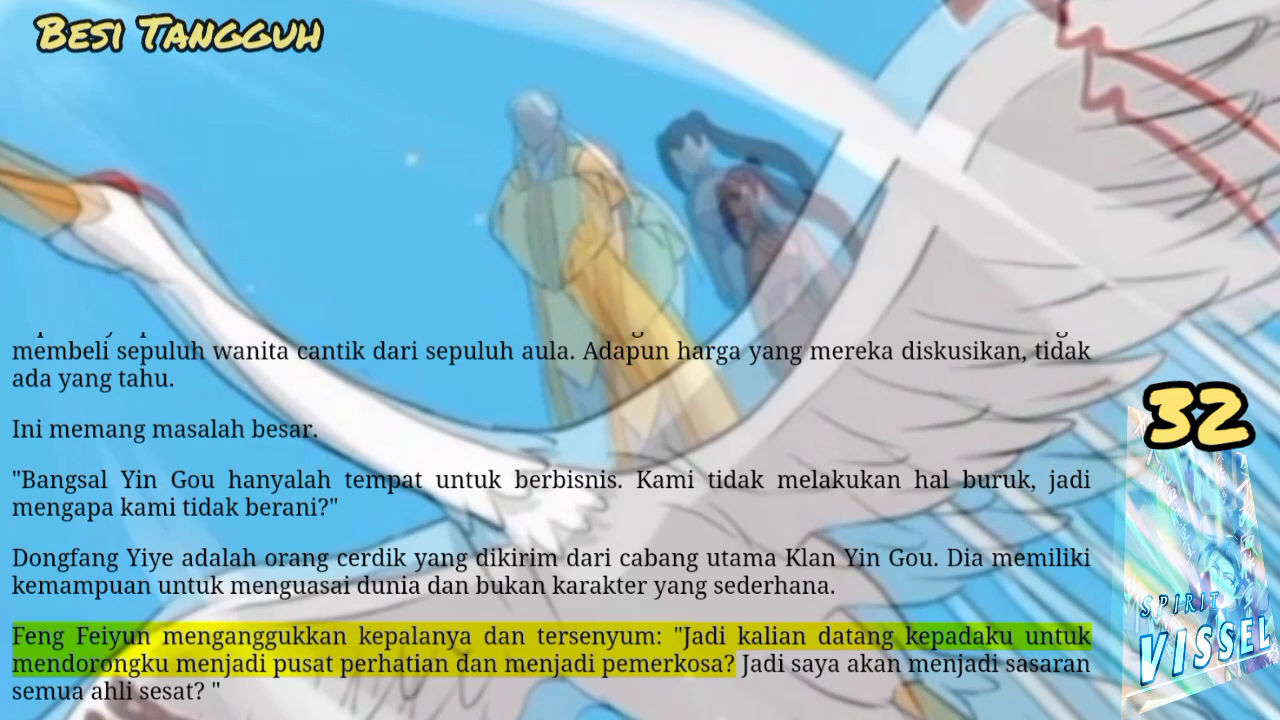 Besi Tangguh
membeli sepuluh wanita cantik dari sepuluh aula. Adapun harga yang mereka diskusikan, tidak
ada yang tahu.
Ini memang masalah besar.
"Bangsal Yin Gou hanyalah tempat untuk berbisnis. Kami tidak melakukan hal buruk, jadi
mengapa kami tidak berani?"
Dongfang Yiye adalah orang cerdik yang dikirim dari cabang utama Klan Yin Gou. Dia memiliki
kemampuan untuk menguasai dunia dan bukan karakter yang sederhana.
Feng Feiyun menganggukkan kepalanya dan tersenyum: "Jadi kalian datang kepadaku untuk
mendorongku menjadi pusat perhatian dan menjadi pemerkosa? Jadi saya akan menjadi sasaran
semua ahli sesat? "
32
SPIRIT
VISSEL